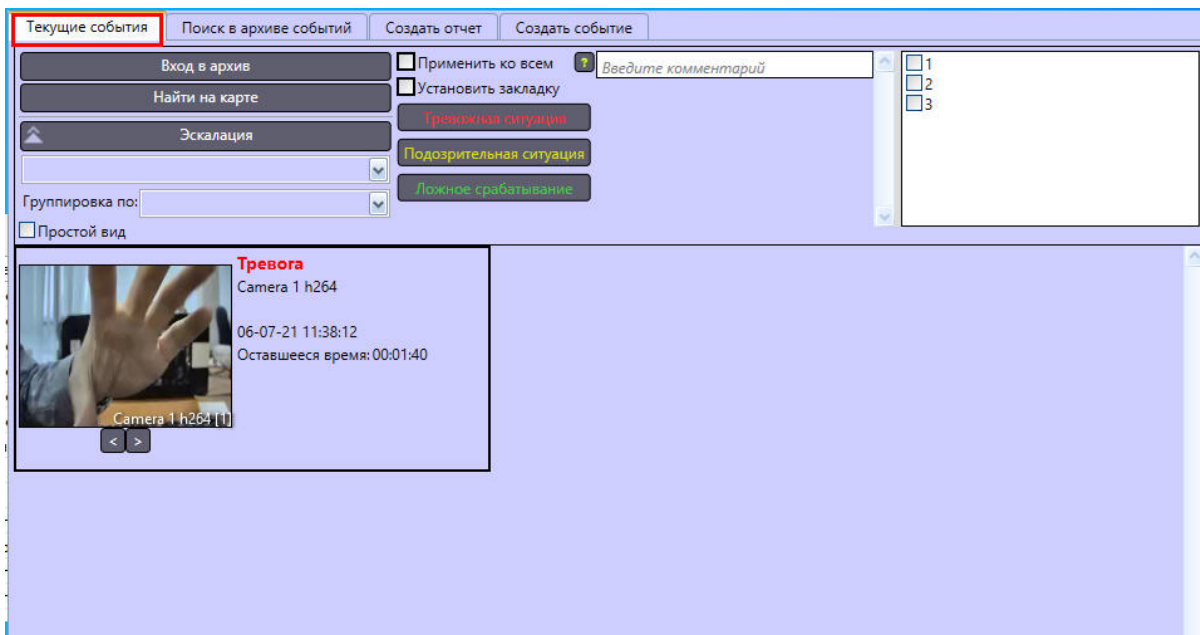 Текущие события
Поиск в архиве событий
Создать отчет
Создать событие
Вход в архив
Найти на карте
Эскалация
Группировка по:
Простой вид
Применить ко всем
?
Установить закладку
Тревожная ситуация
Подозрительная ситуация
Ложное срабатывание
Введите комментарий
1
2
3
Тревога
Camera 1 h264
06-07-21 11:38:12
Оставшееся время: 00:01:40
Camera 1 h264 [1]
< >